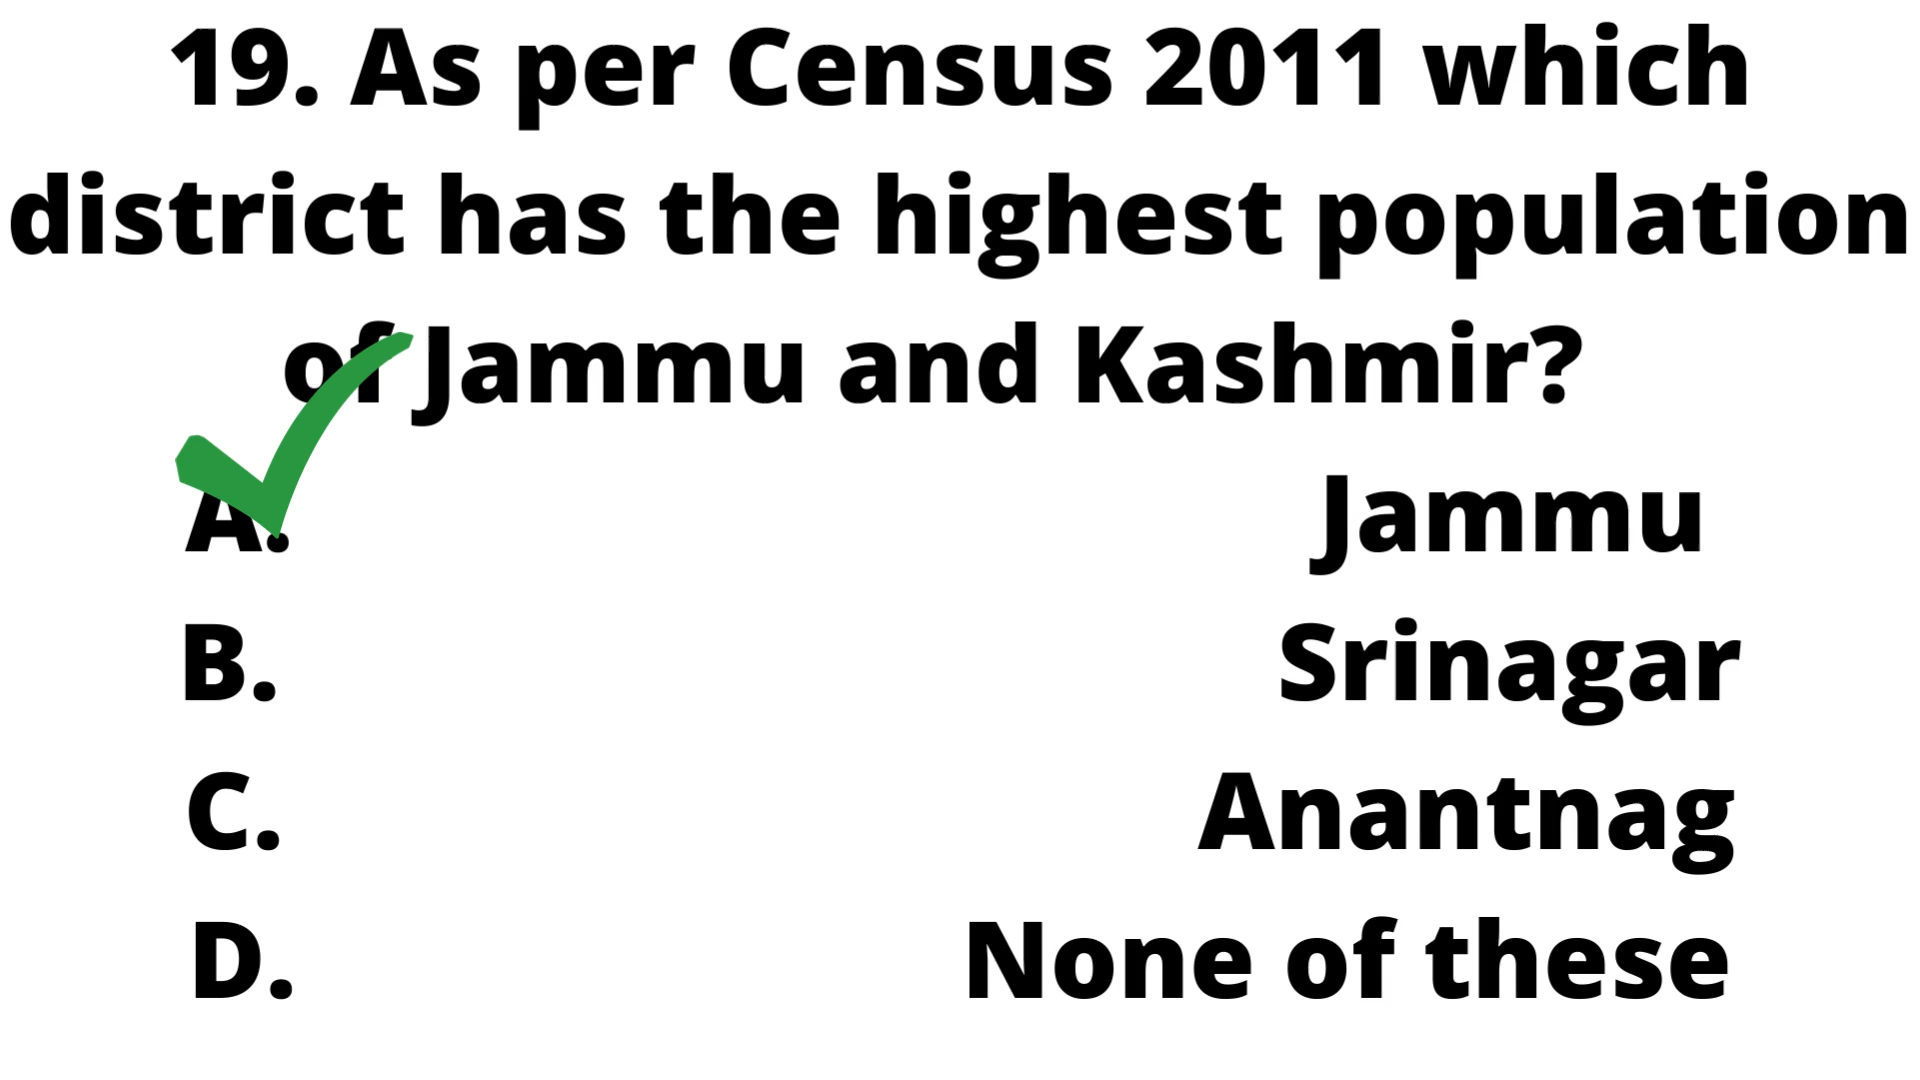 19. As per Census 2011 which
district has the highest population
of Jammu and Kashmir?
A. Jammu
B. Srinagar
C. Anantnag
D. None of these